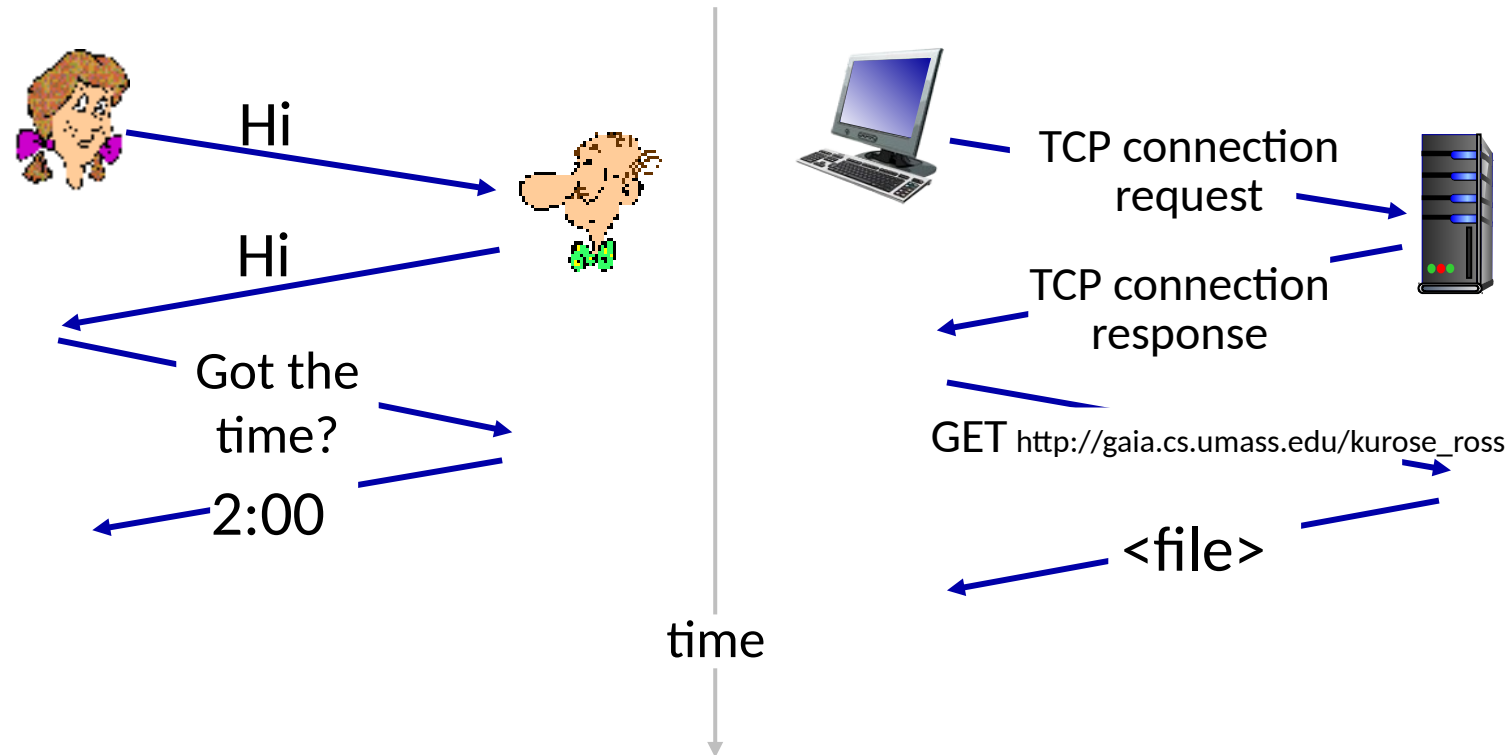 Hi
Hi
Got the
time?
2:00
TCP connection
request
TCP connection
response
GET http://gaia.cs.umass.edu/kurose_ross
<file>
time